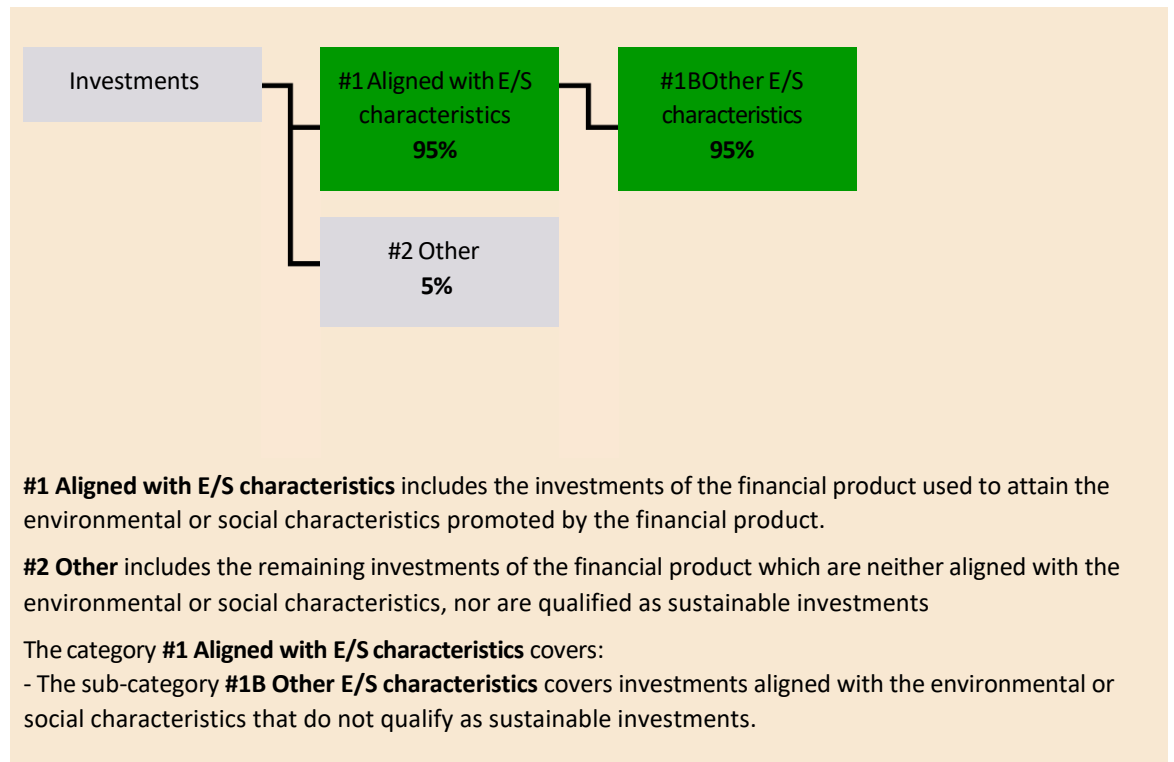 Investments
#1 Aligned with E/S
characteristics
95%
#1BOther E/S
characteristics
95%
#2 Other
5%
#1 Aligned with E/S characteristics includes the investments of the financial product used to attain the
environmental or social characteristics promoted by the financial product.
#2 Other includes the remaining investments of the financial product which are neither aligned with the
environmental or social characteristics, nor are qualified as sustainable investments
The category #1 Aligned with E/S characteristics covers:
- The sub-category #1B Other E/S characteristics covers investments aligned with the environmental or
social characteristics that do not qualify as sustainable investments.